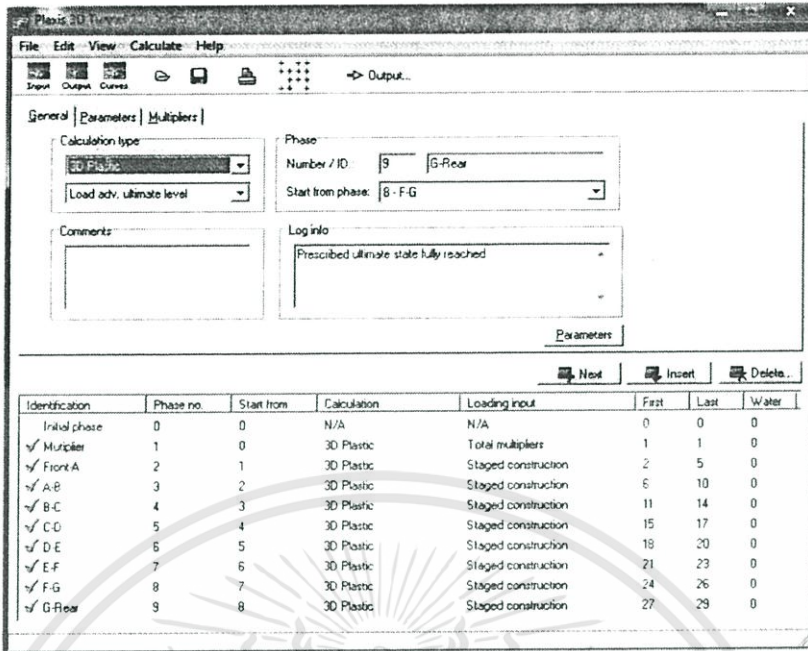 Plaxis 3D Tunnel
File Edit View Calculate Help
Input Output Curves Output...
General Parameters Multipliers
Calculation type
3D Plastic
Load adv. ultimate level
Phase
Number / ID.: 9 G-Rear
Start from phase: 8 - F-G
Comments
Log info
Prescribed ultimate state fully reached
Parameters
Next Insert Delete...
Identification Phase no. Start from Calculation Loading input First Last Water
Initial phase 0 0 N/A N/A 0 0 0
Mutiplier 1 0 3D Plastic Total multipliers 1 1 0
Front-A 2 1 3D Plastic Staged construction 2 5 0
A-B 3 2 3D Plastic Staged construction 6 10 0
B-C 4 3 3D Plastic Staged construction 11 14 0
C-D 5 4 3D Plastic Staged construction 15 17 0
D-E 6 5 3D Plastic Staged construction 18 20 0
E-F 7 6 3D Plastic Staged construction 21 23 0
F-G 8 7 3D Plastic Staged construction 24 26 0
G-Rear 9 8 3D Plastic Staged construction 27 29 0